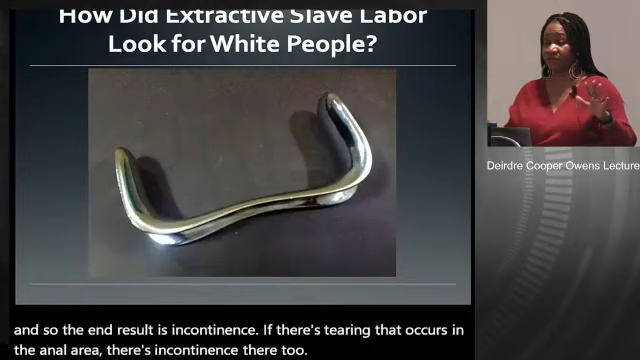 How Did Extractive Slave Labor
Look for White People?
Deirdre Cooper Owens Lecture
and so the end result is incontinence. If there's tearing that occurs in
the anal area, there's incontinence there too.